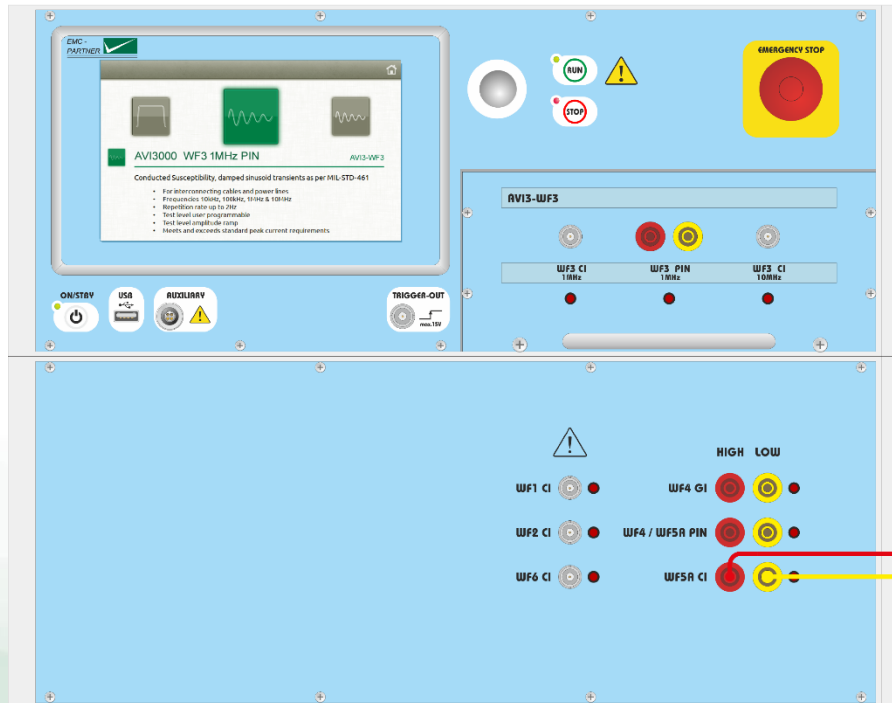 EMC-
PARTNER
AVI3000 WF3 1MHz PIN
AVI3-WF3
Conducted Susceptibility, damped sinusoid transients as per MIL-STD-461
• For interconnecting cables and power lines
• Frequencies 10kHz, 100kHz, 1MHz & 10MHz
• Repetition rate up to 2Hz
• Test level user programmable
• Test level amplitude ramp
• Meets and exceeds standard peak current requirements
ON/STBY
USB
AUXILIARY
TRIGGER-OUT
max.15V
RUN
STOP
EMERGENCY STOP
AVI3-WF3
WF3 CI
1MHz
WF3 PIN
1MHz
WF3 CI
10MHz
HIGH LOW
WF1 CI
WF4 GI
WF2 CI
WF4 / WF5A PIN
WF6 CI
WF5A CI